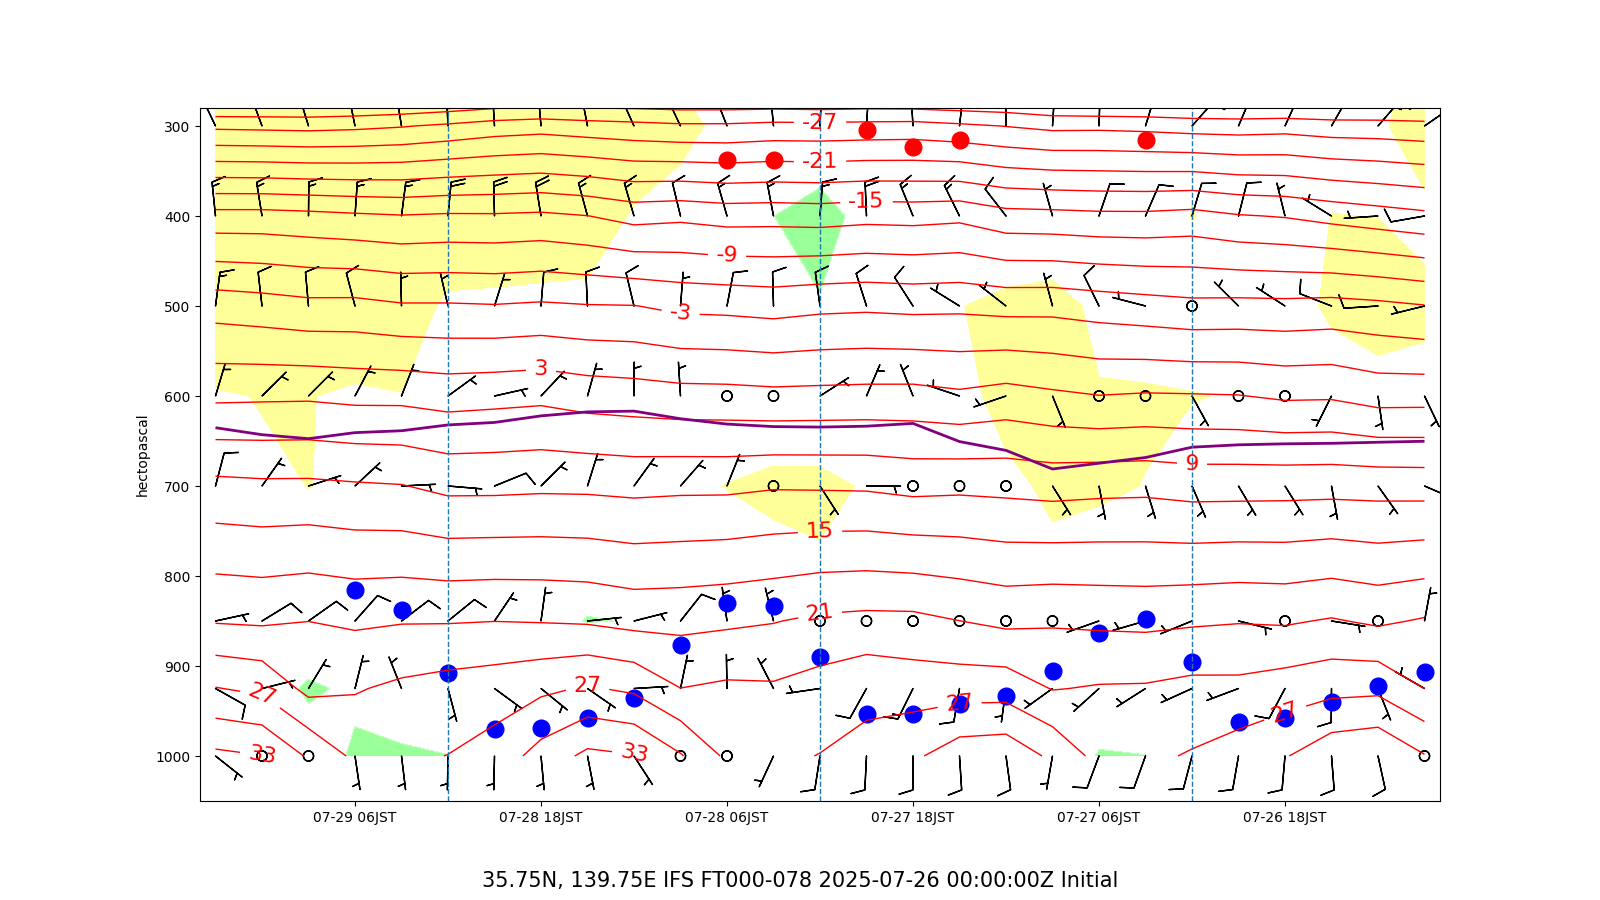 300
400
500
600
700
800
900
1000
hectopascal
-27
-21
-15
-9
-3
3
9
15
21
27
27
27
27
33
33
07-29 06JST
07-28 18JST
07-28 06JST
07-27 18JST
07-27 06JST
07-26 18JST
35.75N, 139.75E IFS FT000-078 2025-07-26 00:00:00Z Initial